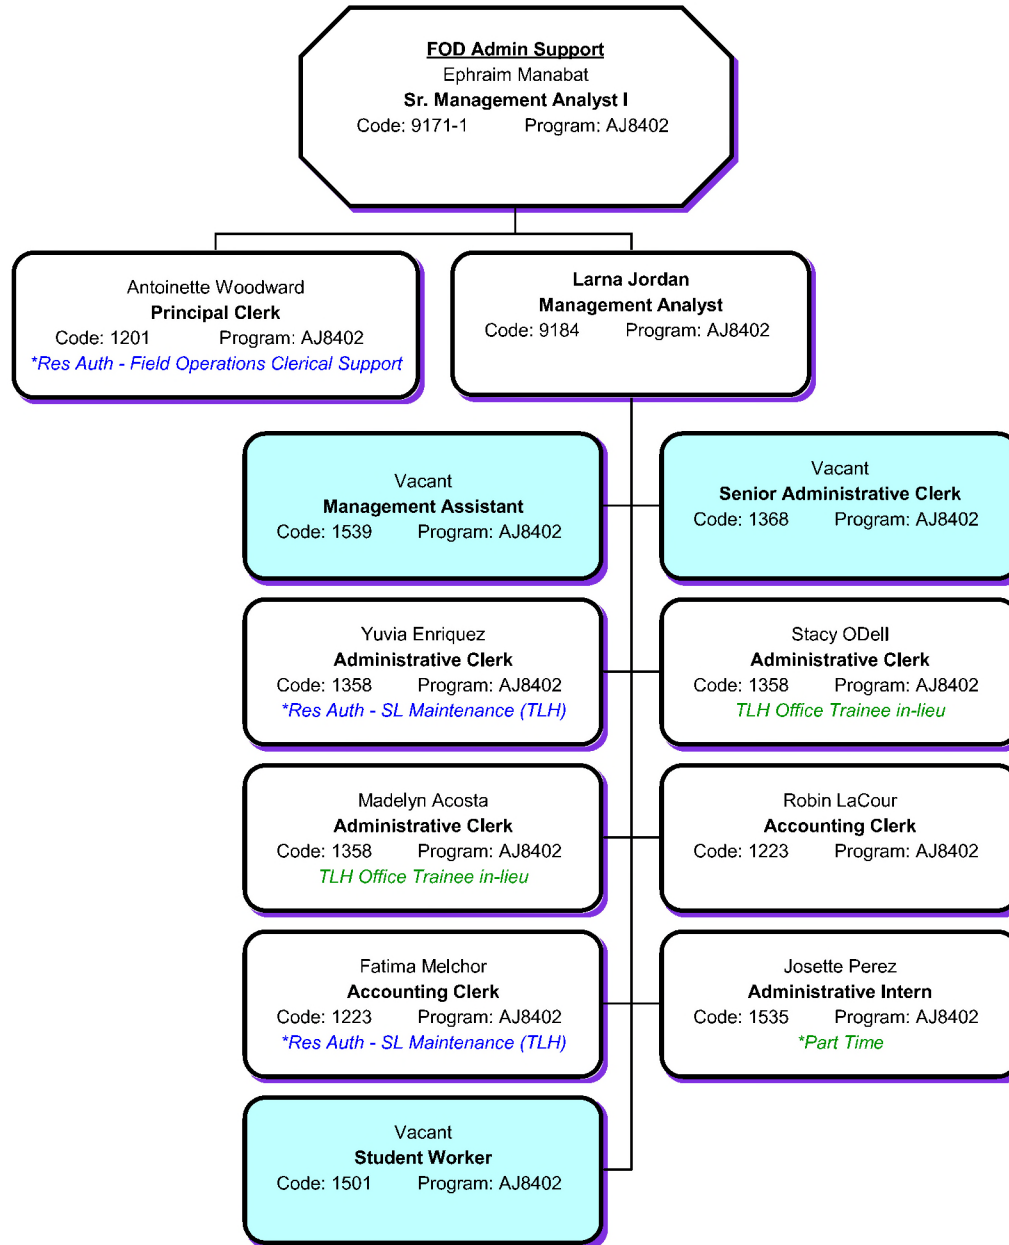 FOD Admin Support
Ephraim Manabat
Sr. Management Analyst I
Code: 9171-1 Program: AJ8402
Antoinette Woodward
Principal Clerk
Code: 1201 Program: AJ8402
*Res Auth - Field Operations Clerical Support
Larna Jordan
Management Analyst
Code: 9184 Program: AJ8402
Vacant
Management Assistant
Code: 1539 Program: AJ8402
Vacant
Senior Administrative Clerk
Code: 1368 Program: AJ8402
Yuvia Enriquez
Administrative Clerk
Code: 1358 Program: AJ8402
*Res Auth - SL Maintenance (TLH)
Stacy ODell
Administrative Clerk
Code: 1358 Program: AJ8402
TLH Office Trainee in-lieu
Madelyn Acosta
Administrative Clerk
Code: 1358 Program: AJ8402
TLH Office Trainee in-lieu
Robin LaCour
Accounting Clerk
Code: 1223 Program: AJ8402
Fatima Melchor
Accounting Clerk
Code: 1223 Program: AJ8402
*Res Auth - SL Maintenance (TLH)
Josette Perez
Administrative Intern
Code: 1535 Program: AJ8402
*Part Time
Vacant
Student Worker
Code: 1501 Program: AJ8402